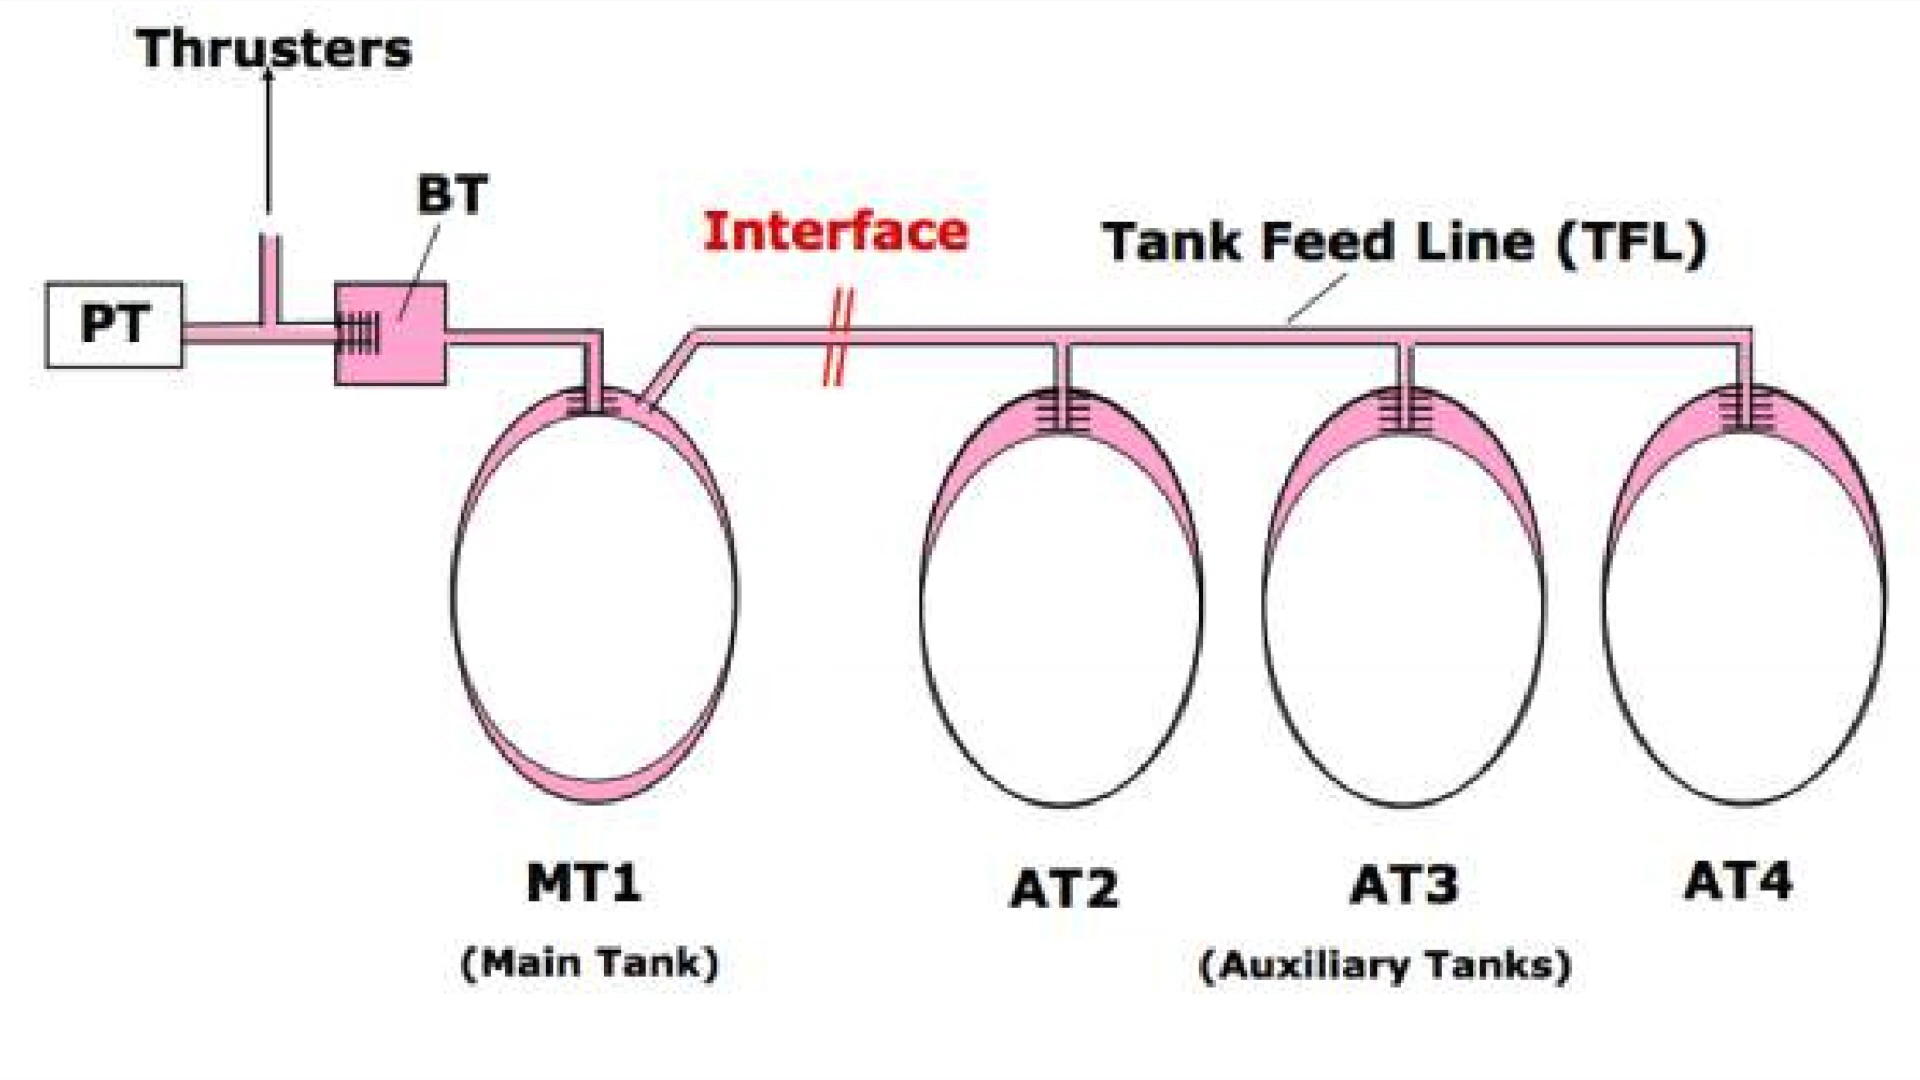 Thrusters
BT
PT
Interface
Tank Feed Line (TFL)
MT1
(Main Tank)
AT2
AT3
AT4
(Auxiliary Tanks)